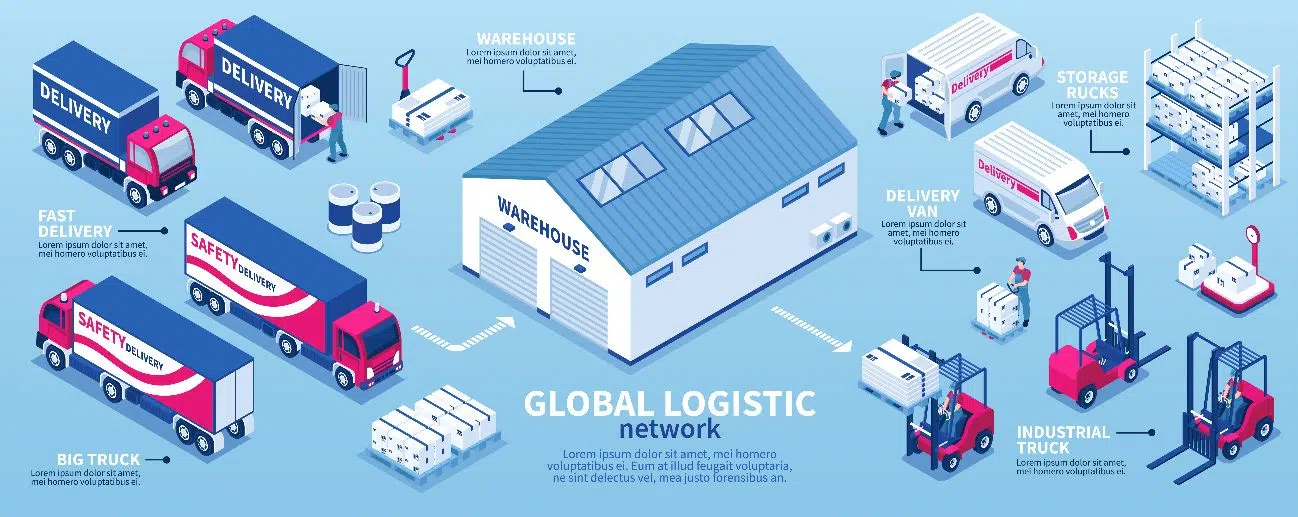 DELIVERY
DELIVERY
FAST
DELIVERY
Lorem ipsum dolor sit amet,
mei homero voluptatibus ei.
SAFETY DELIVERY
SAFETY DELIVERY
BIG TRUCK
Lorem ipsum dolor sit amet,
mei homero voluptatibus ei.
WAREHOUSE
Lorem ipsum dolor sit amet,
mei homero voluptatibus ei.
WAREHOUSE
GLOBAL LOGISTIC
network
Lorem ipsum dolor sit amet, mei homero
voluptatibus ei. Eum at illud feugait voluptaria,
ne sint delectus vel, mea justo forensibus an.
Delivery
STORAGE
RUCKS
Lorem ipsum dolor sit
amet, mei homero
voluptatibus ei.
Delivery
DELIVERY
VAN
Lorem ipsum dolor sit
amet, mei homero
voluptatibus ei.
INDUSTRIAL
TRUCK
Lorem ipsum dolor sit amet,
mei homero voluptatibus ei.